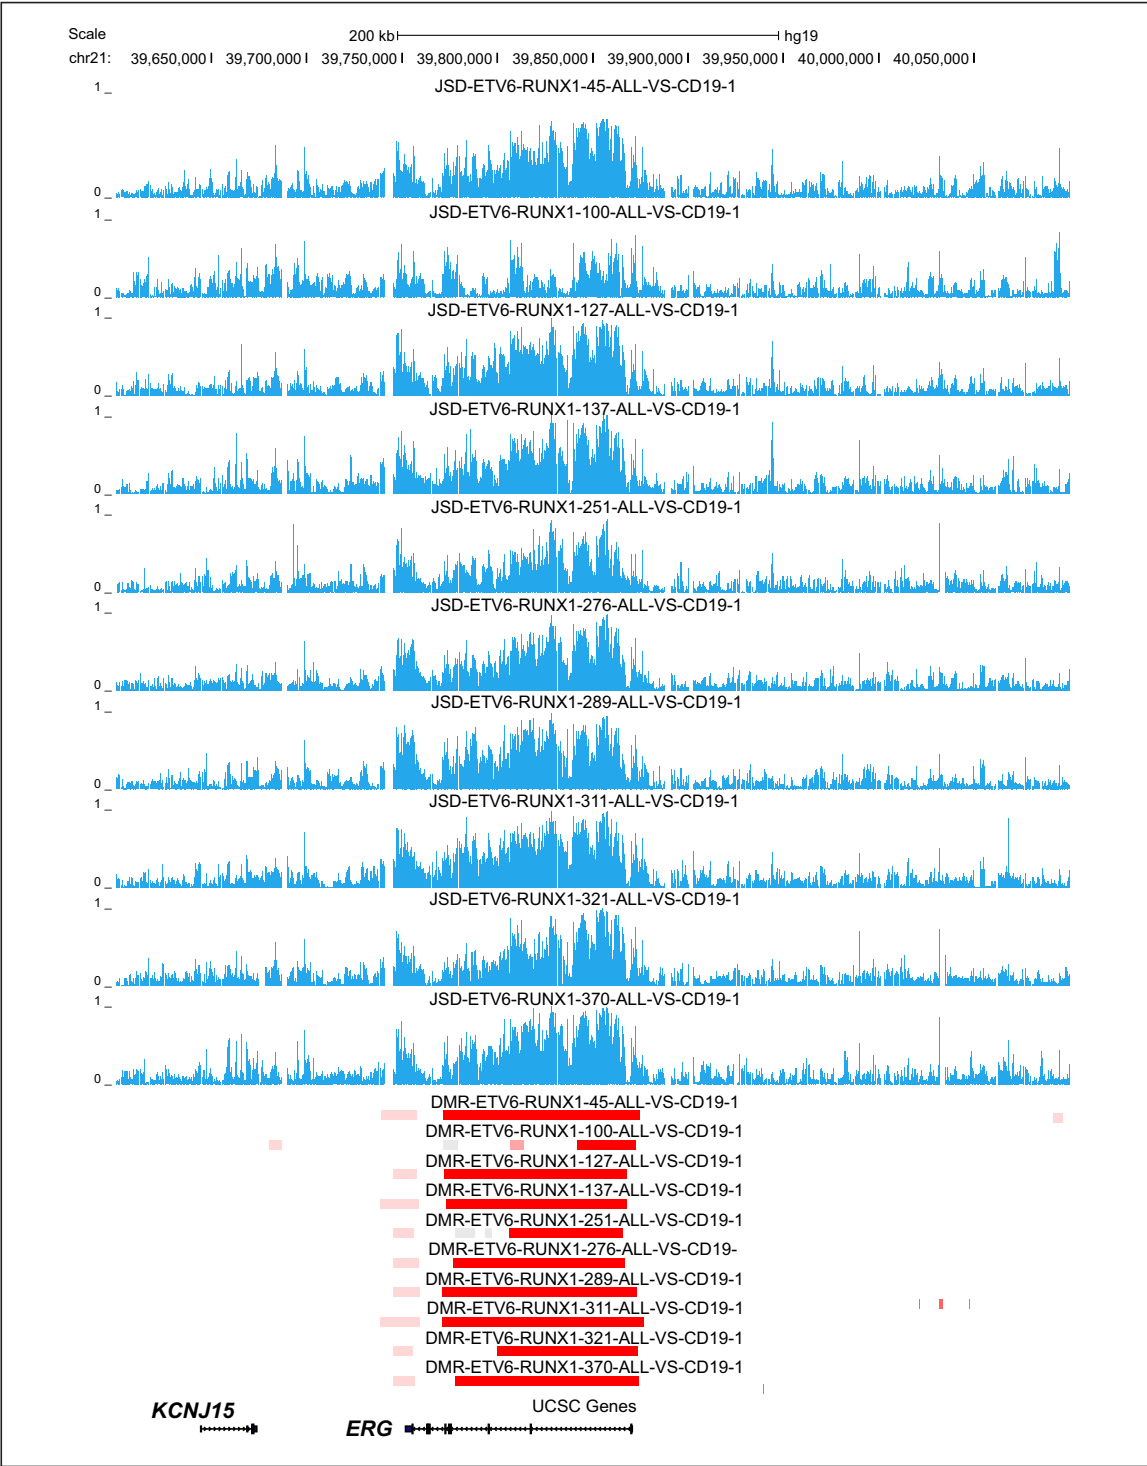 Scale 200 kb hg19
chr21: 39,650,000 39,700,000 39,750,000 39,800,000 39,850,000 39,900,000 39,950,000 40,000,000 40,050,000
JSD-ETV6-RUNX1-45-ALL-VS-CD19-1
1 _
0 _
JSD-ETV6-RUNX1-100-ALL-VS-CD19-1
1 _
0 _
JSD-ETV6-RUNX1-127-ALL-VS-CD19-1
1 _
0 _
JSD-ETV6-RUNX1-137-ALL-VS-CD19-1
1 _
0 _
JSD-ETV6-RUNX1-251-ALL-VS-CD19-1
1 _
0 _
JSD-ETV6-RUNX1-276-ALL-VS-CD19-1
1 _
0 _
JSD-ETV6-RUNX1-289-ALL-VS-CD19-1
1 _
0 _
JSD-ETV6-RUNX1-311-ALL-VS-CD19-1
1 _
0 _
JSD-ETV6-RUNX1-321-ALL-VS-CD19-1
1 _
0 _
JSD-ETV6-RUNX1-370-ALL-VS-CD19-1
1 _
0 _
DMR-ETV6-RUNX1-45-ALL-VS-CD19-1
DMR-ETV6-RUNX1-100-ALL-VS-CD19-1
DMR-ETV6-RUNX1-127-ALL-VS-CD19-1
DMR-ETV6-RUNX1-137-ALL-VS-CD19-1
DMR-ETV6-RUNX1-251-ALL-VS-CD19-1
DMR-ETV6-RUNX1-276-ALL-VS-CD19-
DMR-ETV6-RUNX1-289-ALL-VS-CD19-1
DMR-ETV6-RUNX1-311-ALL-VS-CD19-1
DMR-ETV6-RUNX1-321-ALL-VS-CD19-1
DMR-ETV6-RUNX1-370-ALL-VS-CD19-1
UCSC Genes
KCNJ15
ERG